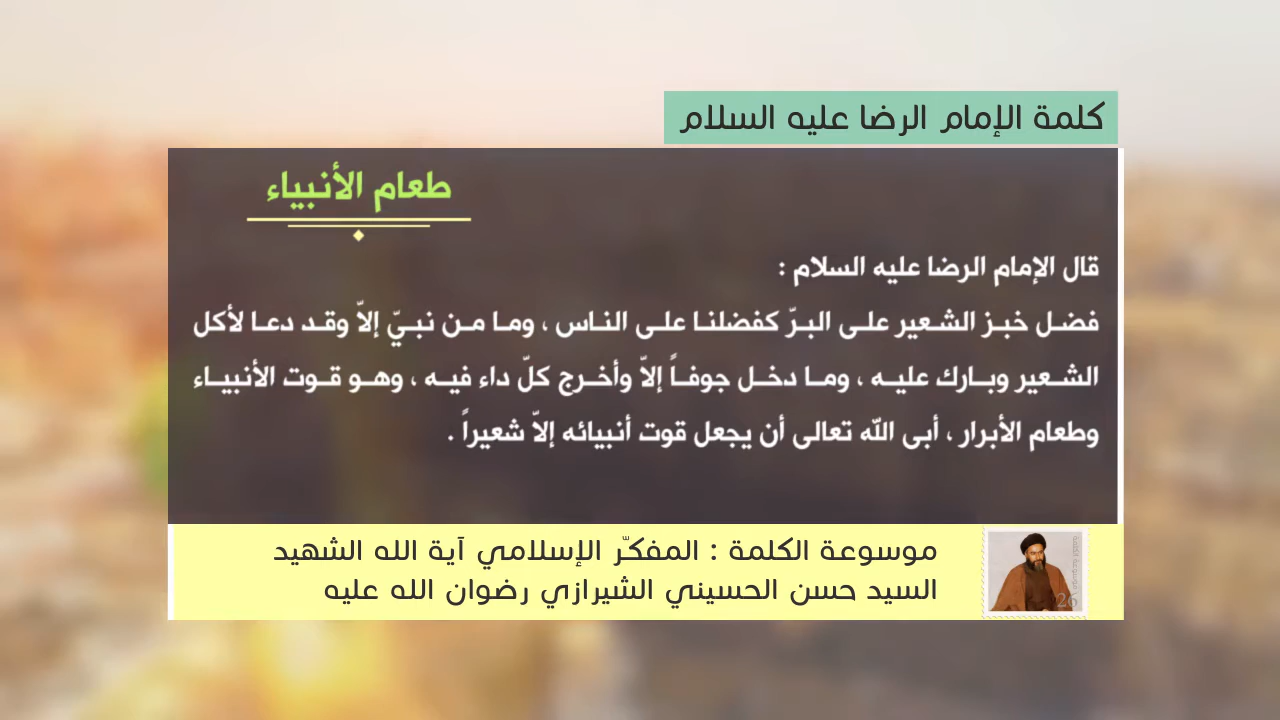 كلمة الإمام الرضا عليه السلام
طعام الأنبياء
قال الإمام الرضا عليه السلام :
فضل خبز الشعير على البرّ كفضلنا على الناس ، وما من نبيّ إلاّ وقد دعا لأكل
الشعير وبارك عليه ، وما دخل جوفاً إلاّ وأخرج كلّ داء فيه ، وهو قوت الأنبياء
وطعام الأبرار ، أبى الله تعالى أن يجعل قوت أنبيائه إلاّ شعيراً .
موسوعة الكلمة : المفكّر الإسلامي آية الله الشهيد
السيد حسن الحسيني الشيرازي رضوان الله عليه
26